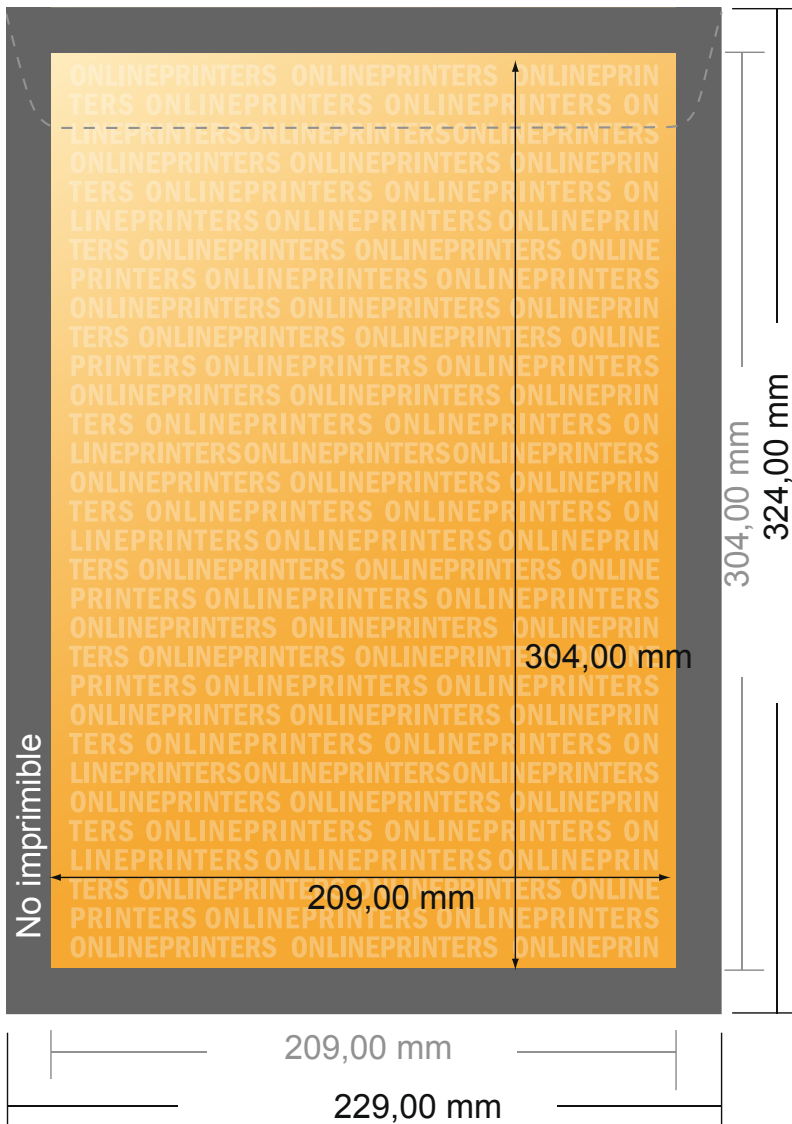 ONLINEPRINTERS ONLINEPRINTERS ONLINEPRIN
TERS ONLINEPRINTERS ONLINEPRINTERS ON
LINEPRINTERSONLINEPRINTERSONLINEPRINTERS
ONLINEPRINTERS ONLINEPRINTERS ONLINEPRIN
TERS ONLINEPRINTERS ONLINEPRINTERS ON
LINEPRINTERS ONLINEPRINTERS ONLINEPRIN
TERS ONLINEPRINTERS ONLINEPRINTERS ONLINE
PRINTERS ONLINEPRINTERS ONLINEPRINTERS
ONLINEPRINTERS ONLINEPRINTERS ONLINEPRIN
TERS ONLINEPRINTERS ONLINEPRINTERS ONLINE
PRINTERS ONLINEPRINTERS ONLINEPRINTERS
ONLINEPRINTERS ONLINEPRINTERS ONLINEPRIN
TERS ONLINEPRINTERS ONLINEPRINTERS ON
LINEPRINTERSONLINEPRINTERSONLINEPRINTERS
ONLINEPRINTERS ONLINEPRINTERS ONLINEPRIN
TERS ONLINEPRINTERS ONLINEPRINTERS ON
LINEPRINTERS ONLINEPRINTERS ONLINEPRIN
TERS ONLINEPRINTERS ONLINEPRINTERS ONLINE
PRINTERS ONLINEPRINTERS ONLINEPRINTERS
ONLINEPRINTERS ONLINEPRINTERS ONLINEPRIN
TERS ONLINEPRINTERS ONLINEPRINT
304,00 mm
PRINTERS ONLINEPRINTERS ONLINEPRINTERS
ONLINEPRINTERS ONLINEPRINTERS ONLINEPRIN
TERS ONLINEPRINTERS ONLINEPRINTERS ON
LINEPRINTERSONLINEPRINTERSONLINEPRINTERS
ONLINEPRINTERS ONLINEPRINTERS ONLINEPRIN
TERS ONLINEPRINTERS ONLINEPRINTERS ON
LINEPRINTERS ONLINEPRINTERS ONLINEPRIN
TERS ONLINEPRINTERS ONLINEPRINTERS ONLINE
209,00 mm
PRINTERS ONLINEPRINTERS ONLINEPRINTERS
ONLINEPRINTERS ONLINEPRINTERS ONLINEPRIN
No imprimible
304,00 mm
324,00 mm
209,00 mm
229,00 mm